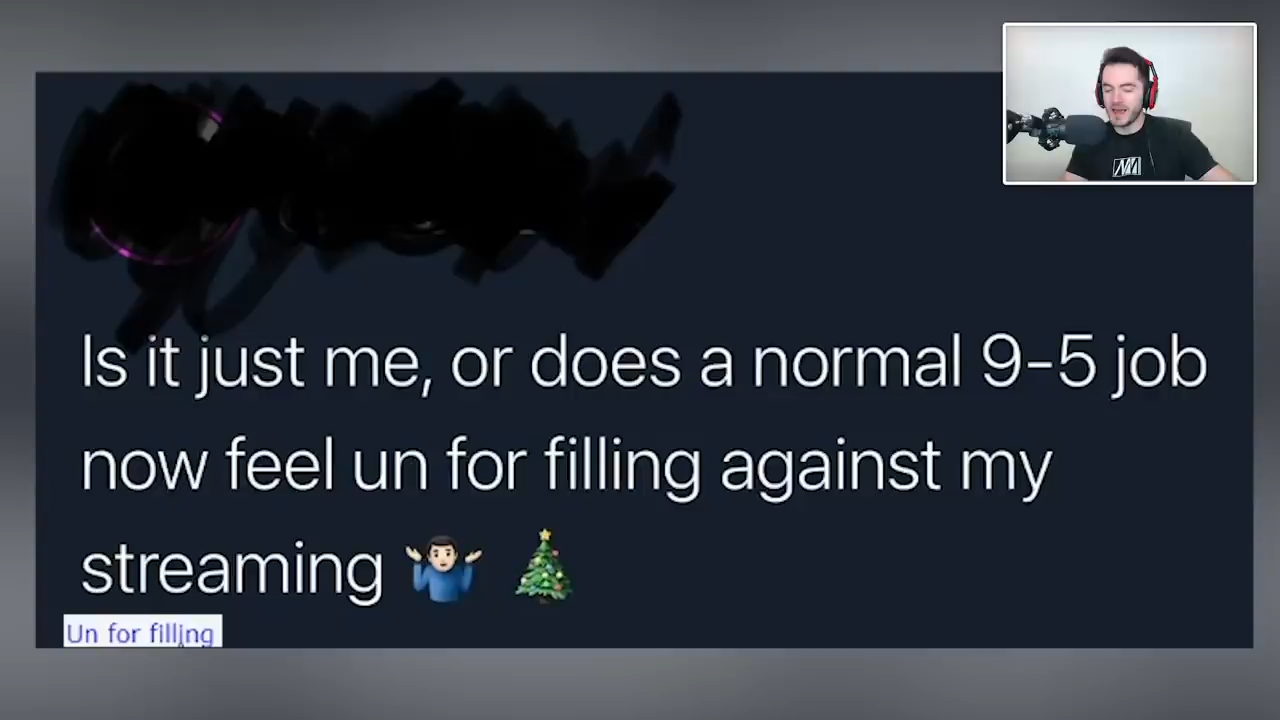 Is it just me, or does a normal 9-5 job
now feel un for filling against my
streaming 🤷🏻‍♂️ 🎄
Un for filling